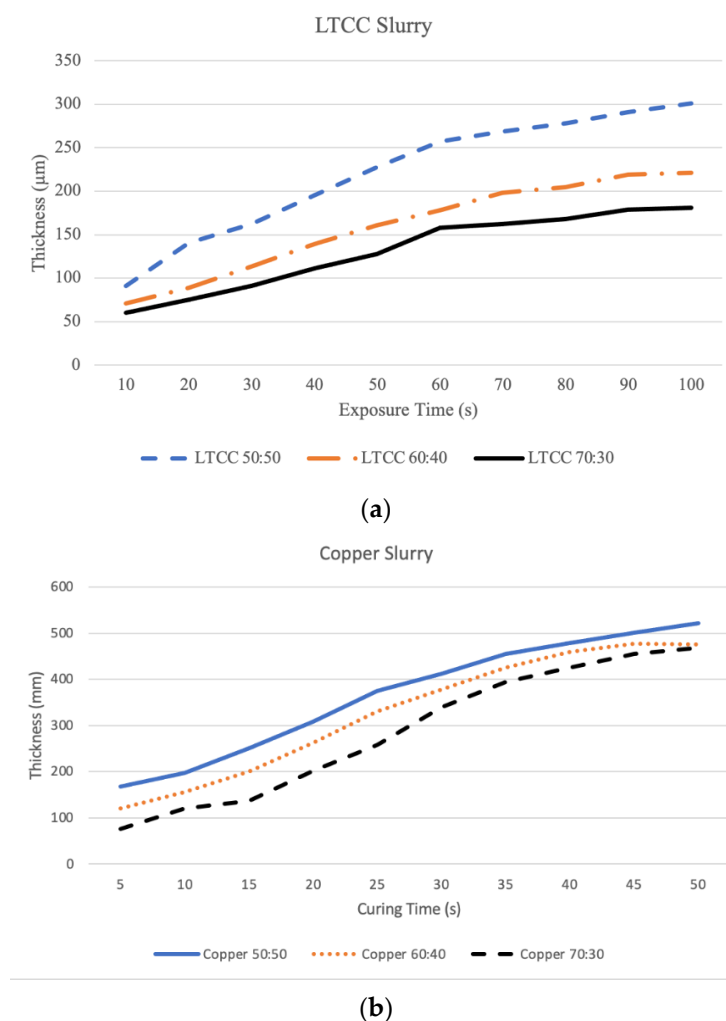 LTCC Slurry
Thickness (µm)
350
300
250
200
150
100
50
0
10 20 30 40 50 60 70 80 90 100
Exposure Time (s)
LTCC 50:50 LTCC 60:40 LTCC 70:30
(a)
Copper Slurry
Thickness (mm)
600
500
400
300
200
100
0
5 10 15 20 25 30 35 40 45 50
Curing Time (s)
Copper 50:50 Copper 60:40 Copper 70:30
(b)